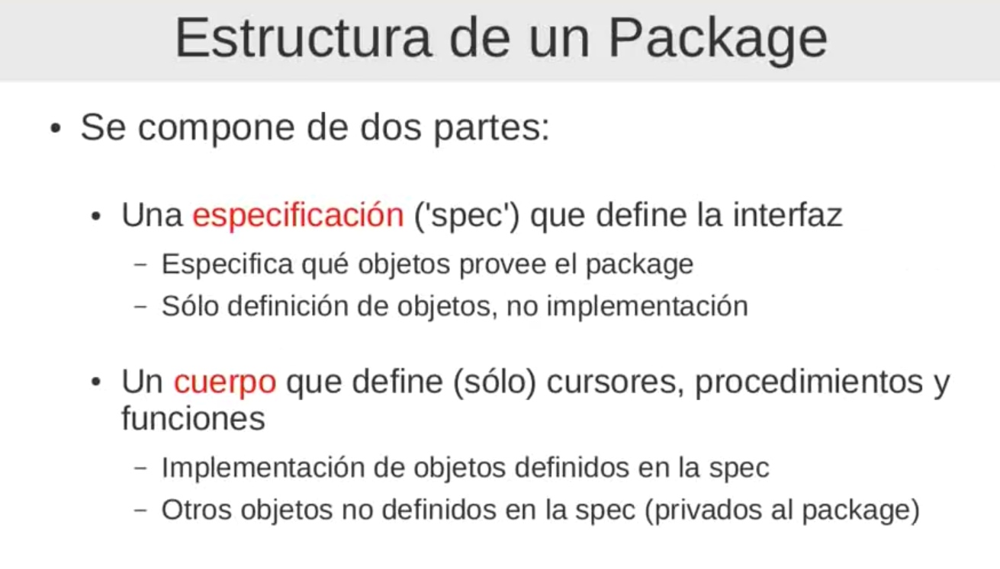 Estructura de un Package
• Se compone de dos partes:
• Una especificación ('spec') que define la interfaz
– Especifica qué objetos provee el package
– Sólo definición de objetos, no implementación
• Un cuerpo que define (sólo) cursores, procedimientos y
funciones
– Implementación de objetos definidos en la spec
– Otros objetos no definidos en la spec (privados al package)